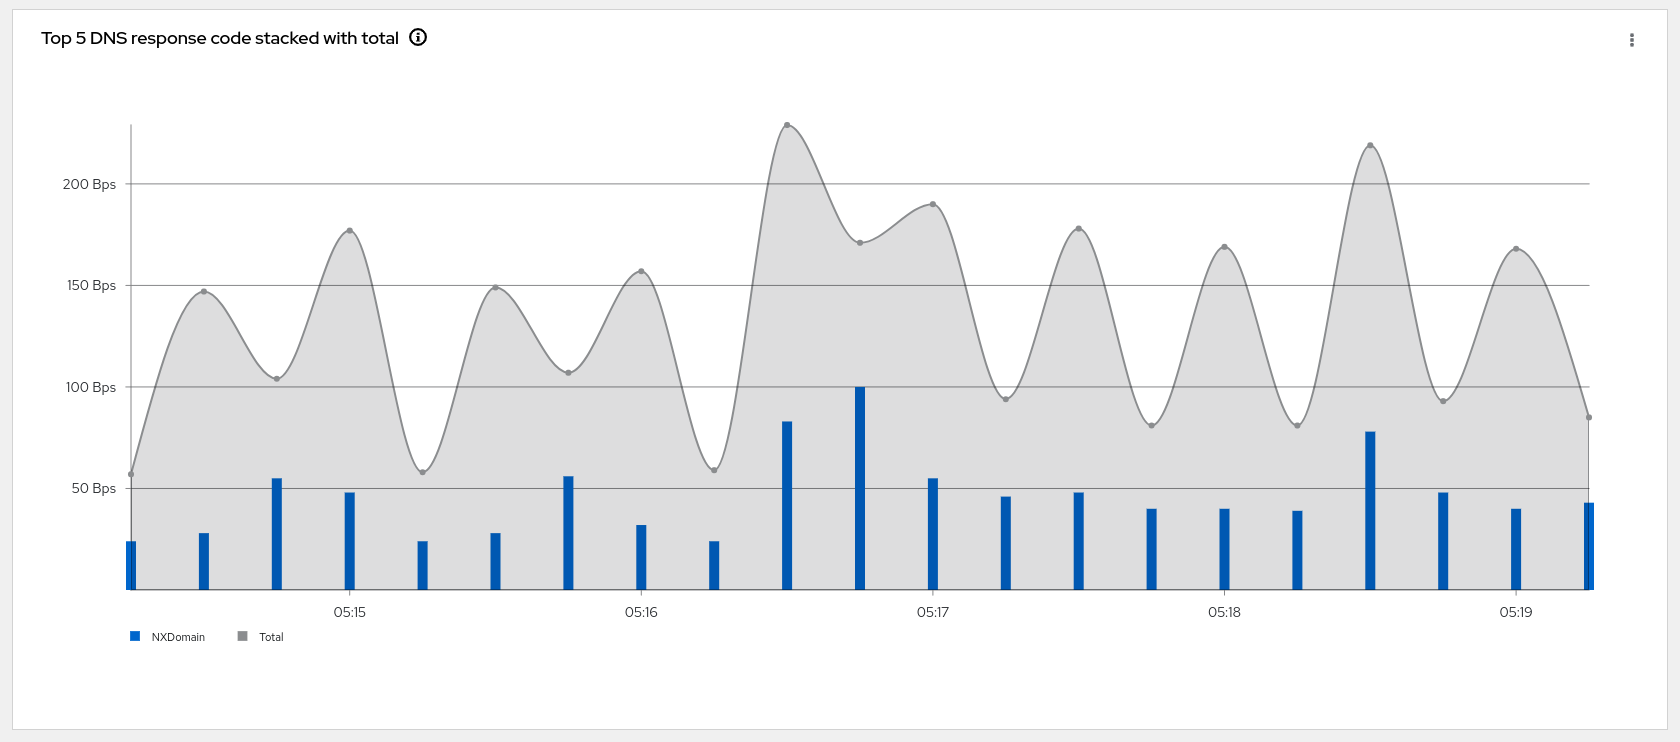 Top 5 DNS response code stacked with total
200 Bps
150 Bps
100 Bps
50 Bps
05:15 05:16 05:17 05:18 05:19
NXDomain Total